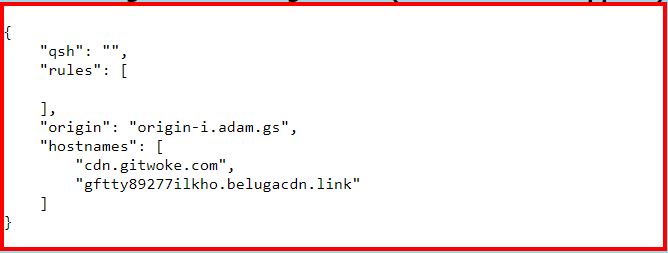 {
    "qsh": "",
    "rules": [
    ],
    "origin": "origin-i.adam.gs",
    "hostnames": [
        "cdn.gitwoke.com",
        "gftty89277ilkho.belugacdn.link"
    ]
}